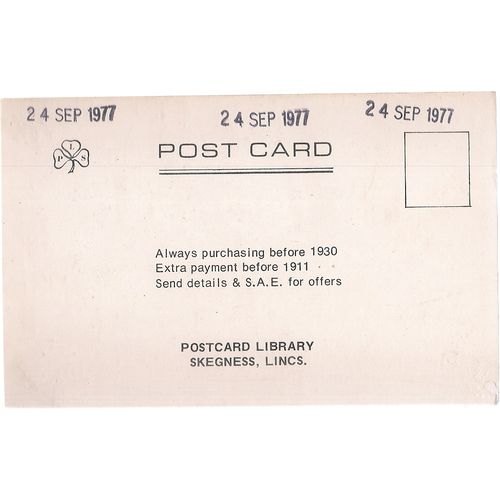 24 SEP 1977 24 SEP 1977 24 SEP 1977
L
P S
POST CARD
Always purchasing before 1930
Extra payment before 1911
Send details & S.A.E. for offers
POSTCARD LIBRARY
SKEGNESS, LINCS.